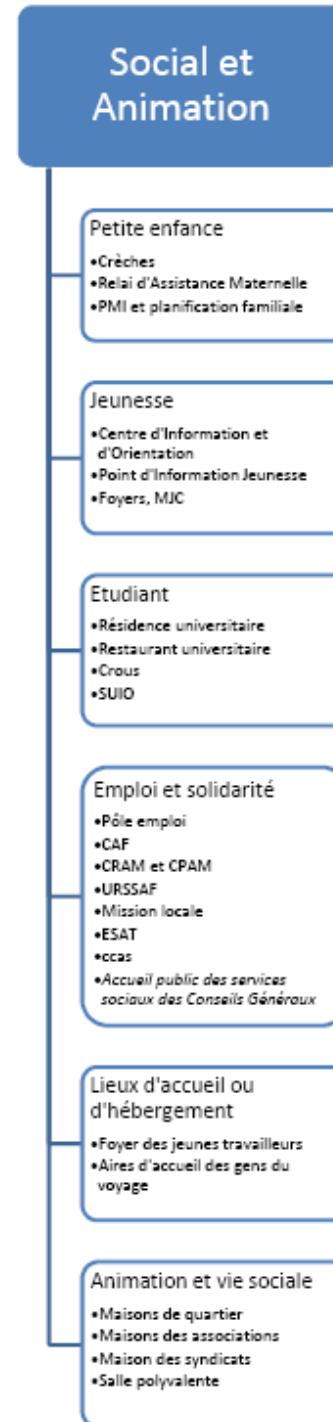 Social et
Animation
Petite enfance
•Crèches
•Relai d'Assistance Maternelle
•PMI et planification familiale
Jeunesse
•Centre d'Information et
d'Orientation
•Point d'Information Jeunesse
•Foyers, MJC
Etudiant
•Résidence universitaire
•Restaurant universitaire
•Crous
•SUIO
Emploi et solidarité
•Pôle emploi
•CAF
•CRAM et CPAM
•URSSAF
•Mission locale
•ESAT
•ccas
•Accueil public des services
sociaux des Conseils Généraux
Lieux d'accueil ou
d'hébergement
•Foyer des jeunes travailleurs
•Aires d'accueil des gens du
voyage
Animation et vie sociale
•Maisons de quartier
•Maisons des associations
•Maison des syndicats
•Salle polyvalente